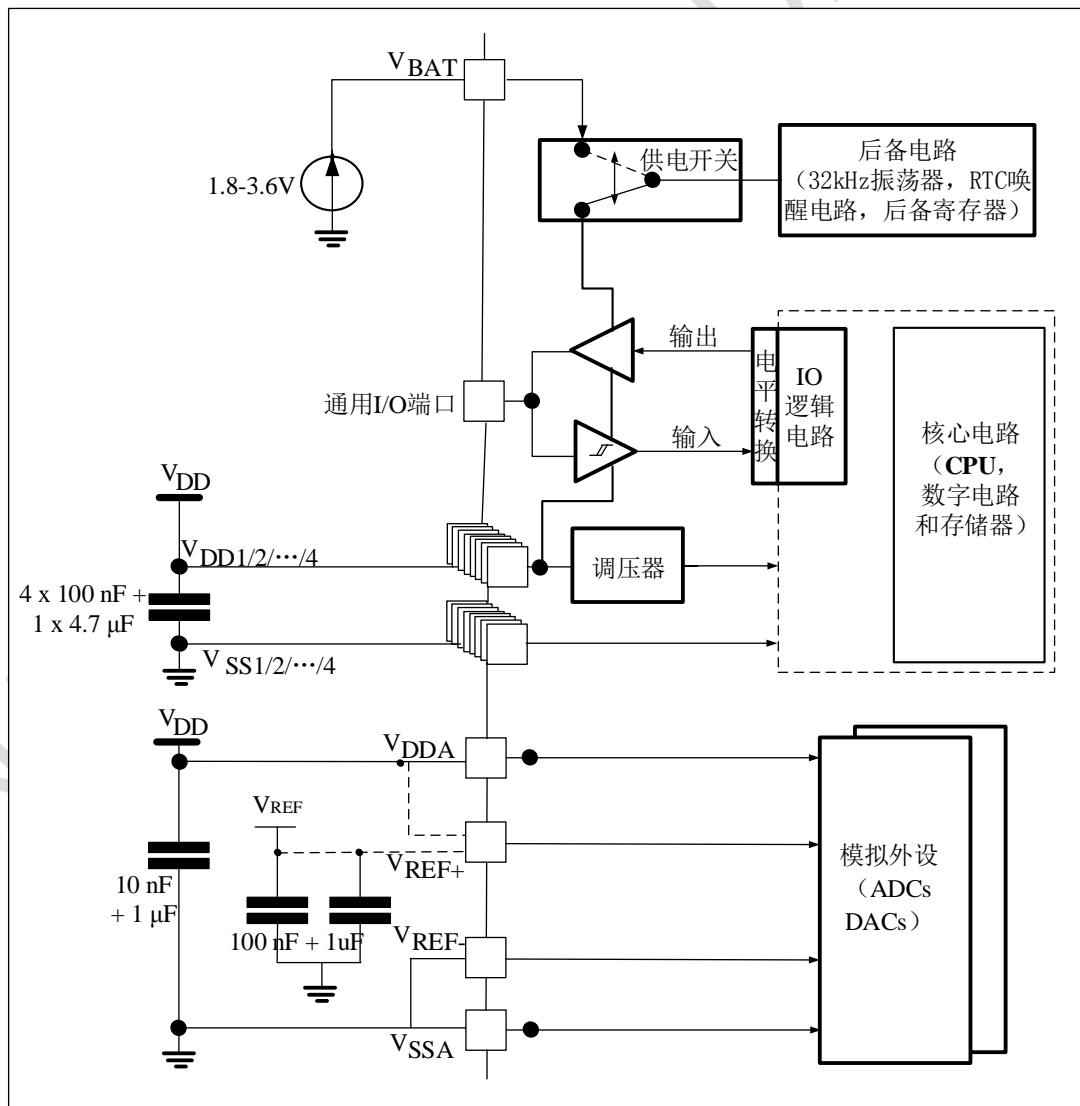 VBAT
供电开关
后备电路
（32kHz振荡器，RTC唤
醒电路，后备寄存器）
1.8-3.6V
输出
通用I/O端口
电平转换
IO
逻辑
电路
输入
核心电路
（CPU，
数字电路
和存储器）
VDD
VDD1/2/···/4
调压器
4 x 100 nF +
1 x 4.7 μF
VSS1/2/···/4
VDD
VDDA
VREF
VREF+
10 nF
+ 1 μF
100 nF + 1uF
VREF-
模拟外设
（ADCs
DACs）
VSSA